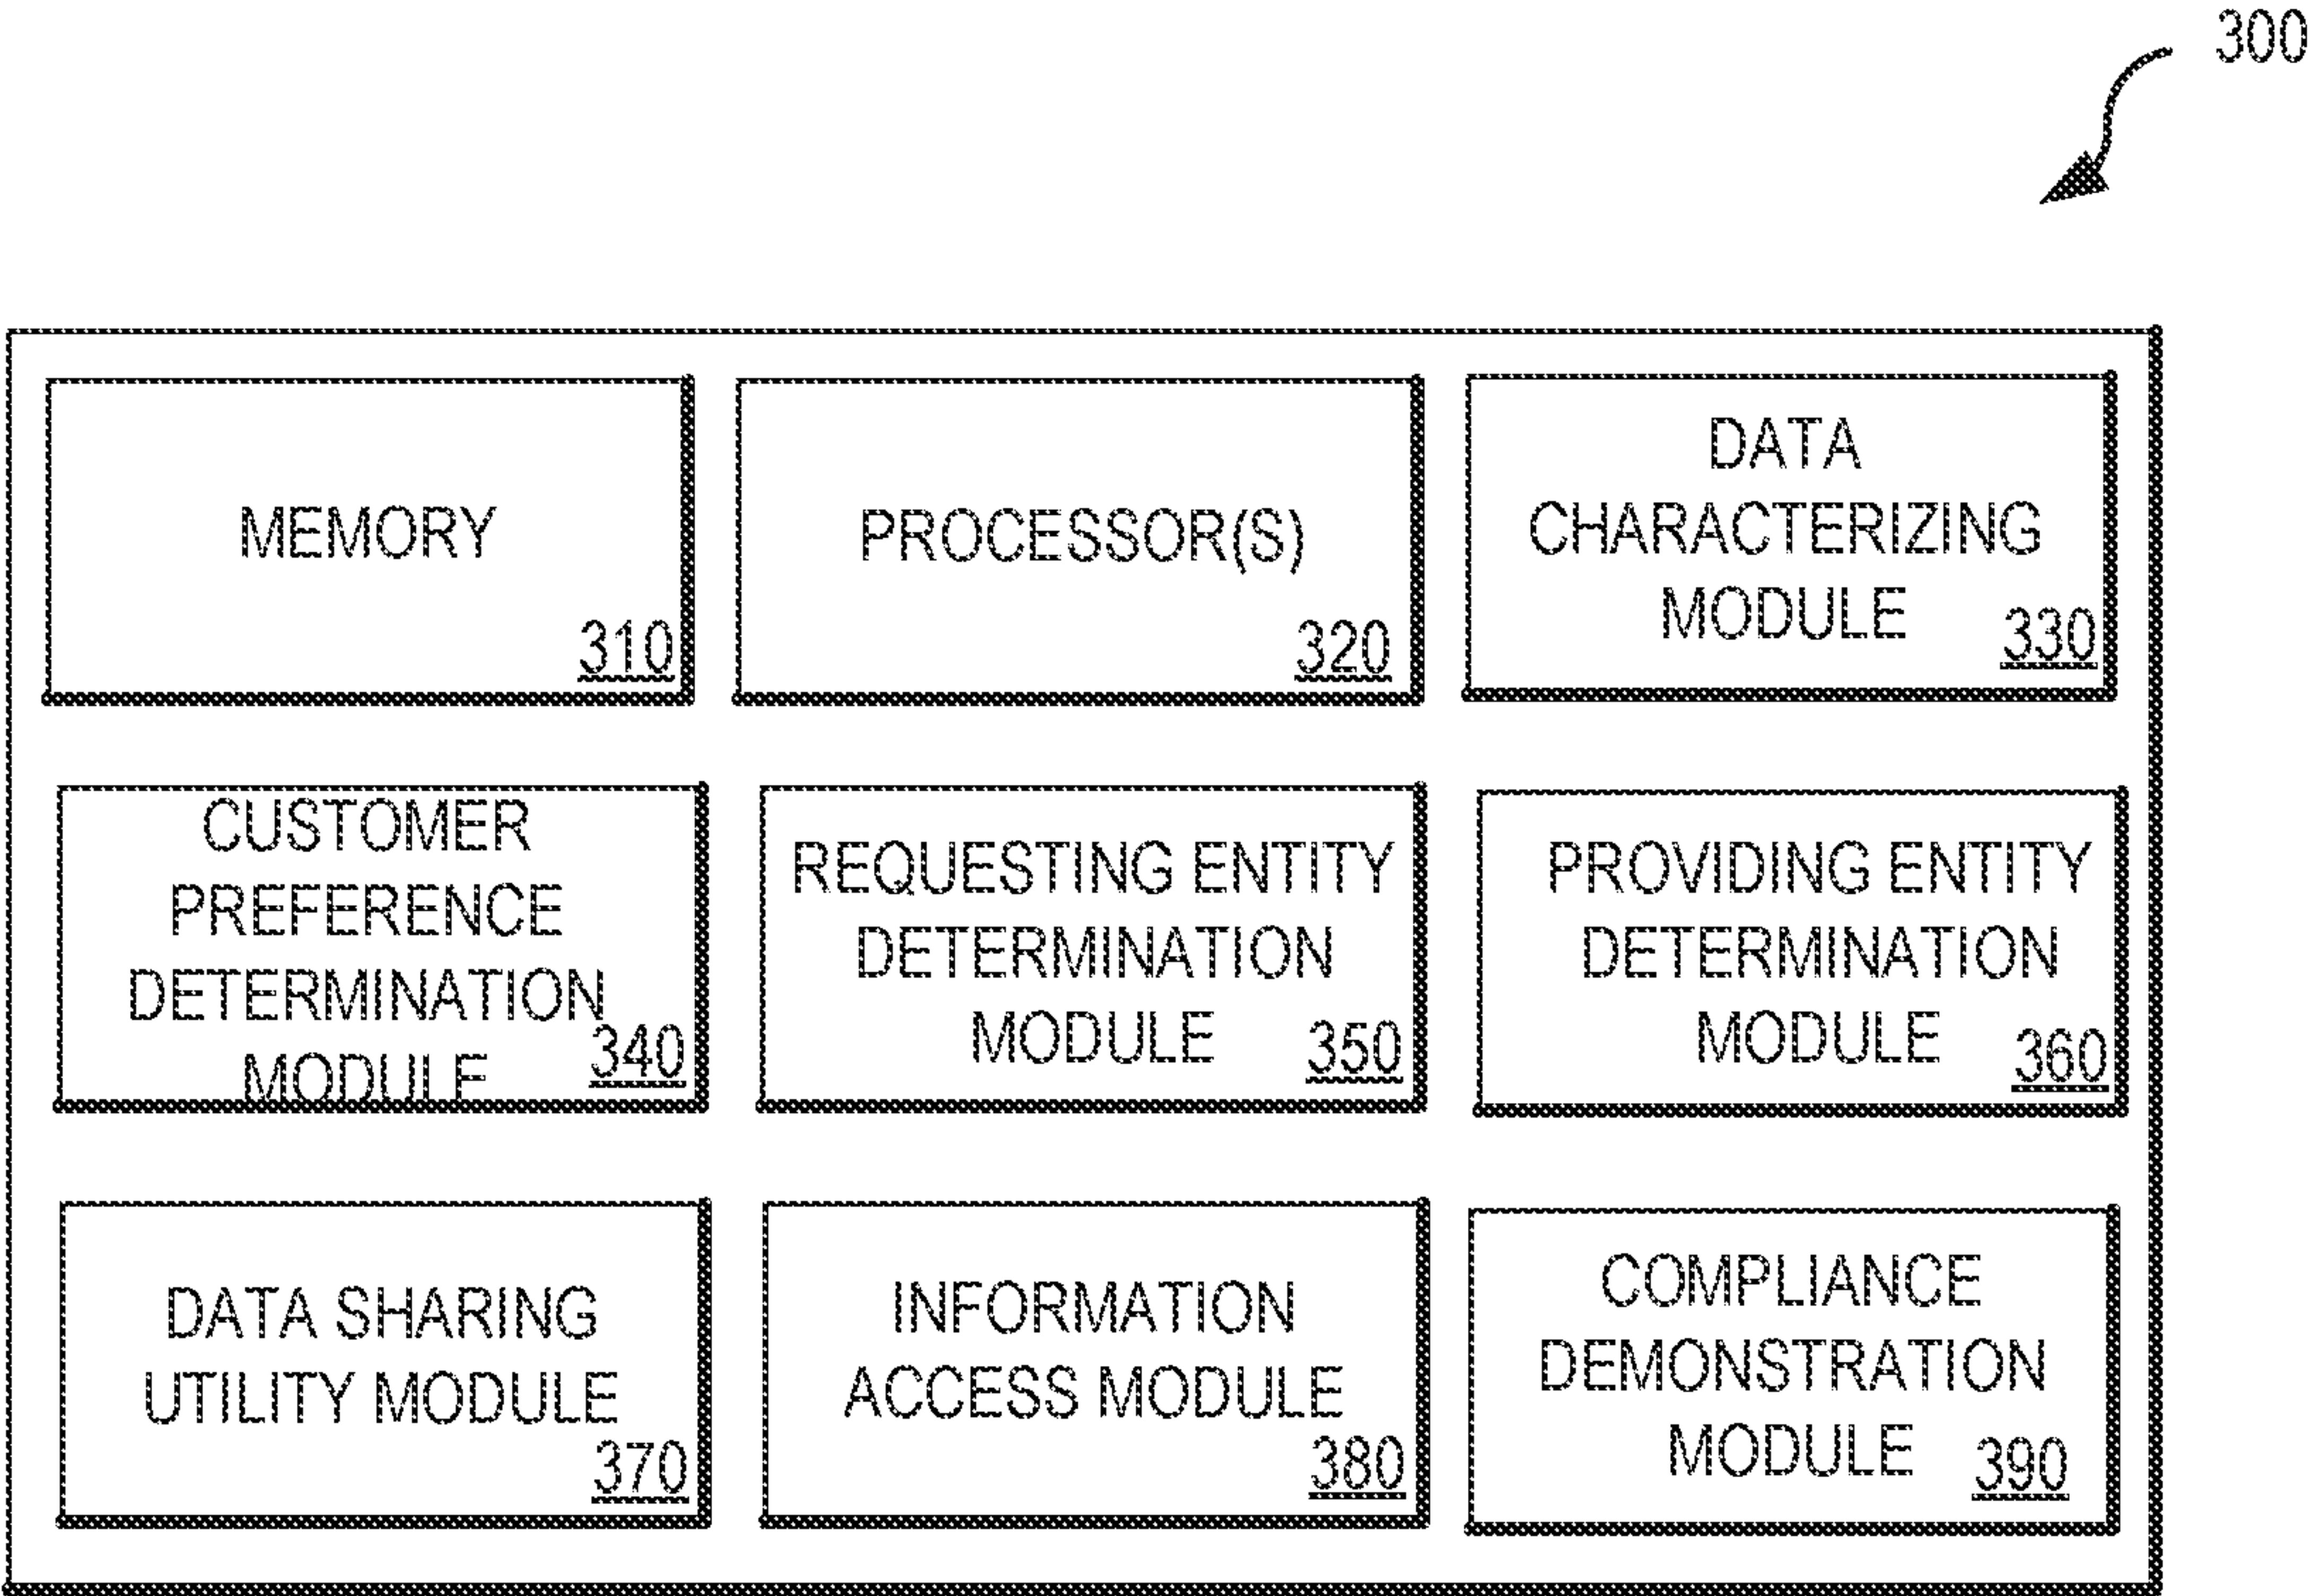 300
MEMORY
310
PROCESSOR(S)
320
DATA
CHARACTERIZING
MODULE
330
CUSTOMER
PREFERENCE
DETERMINATION
MODULE
340
REQUESTING ENTITY
DETERMINATION
MODULE
350
PROVIDING ENTITY
DETERMINATION
MODULE
360
DATA SHARING
UTILITY MODULE
370
INFORMATION
ACCESS MODULE
380
COMPLIANCE
DEMONSTRATION
MODULE
390